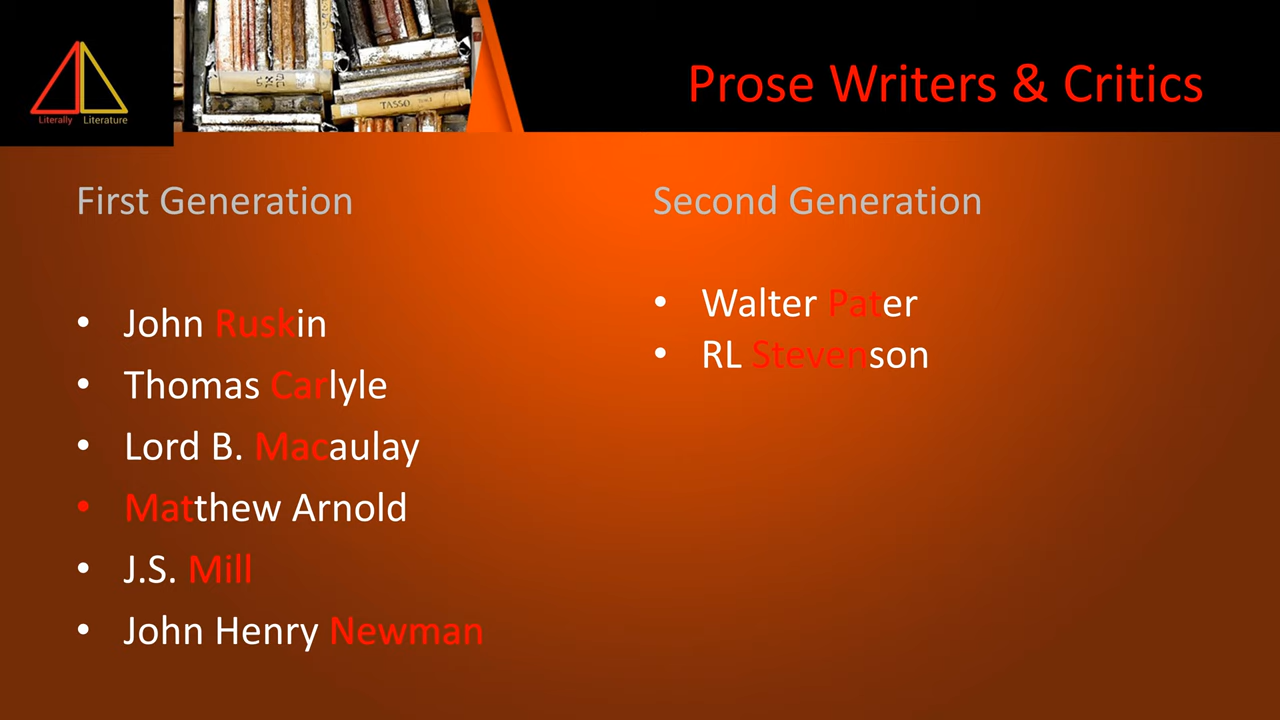 Literally Literature
TASSO
Prose Writers & Critics
First Generation
• John Ruskin
• Thomas Carlyle
• Lord B. Macaulay
• Matthew Arnold
• J.S. Mill
• John Henry Newman
Second Generation
• Walter Pater
• RL Stevenson